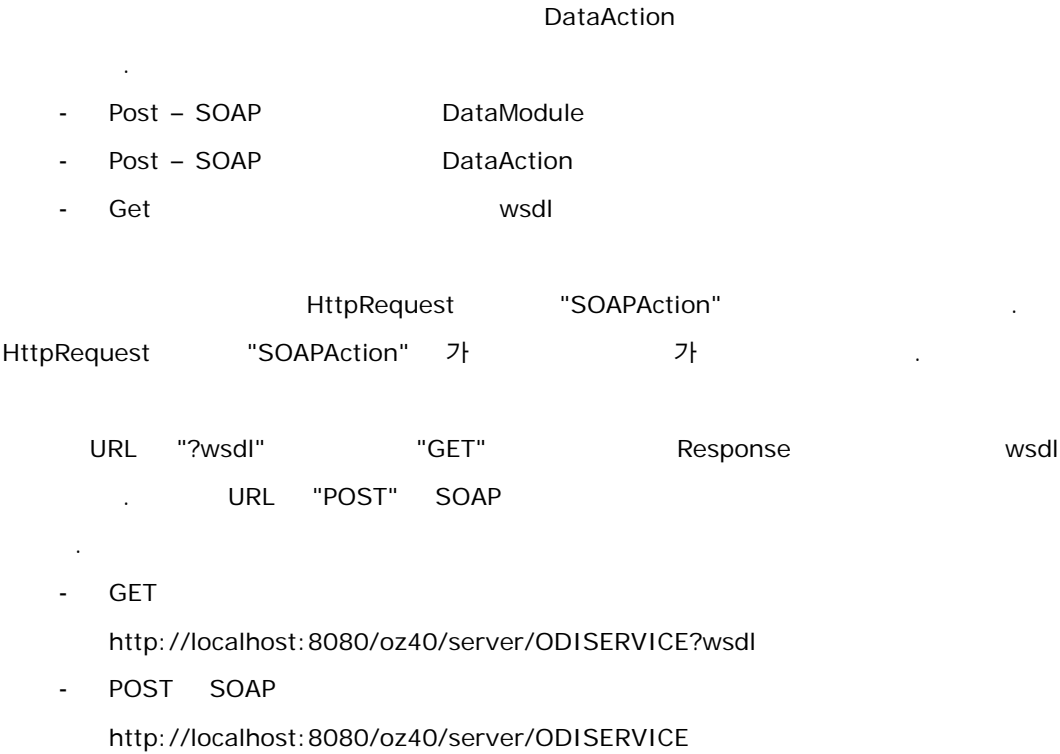 DataAction
.
- Post – SOAP DataModule
- Post – SOAP DataAction
- Get wsdl
HttpRequest "SOAPAction" .
HttpRequest "SOAPAction" 가 가 .
URL "?wsdl" "GET" Response wsdl
. URL "POST" SOAP
.
- GET
http://localhost:8080/oz40/server/ODISERVICE?wsdl
- POST SOAP
http://localhost:8080/oz40/server/ODISERVICE